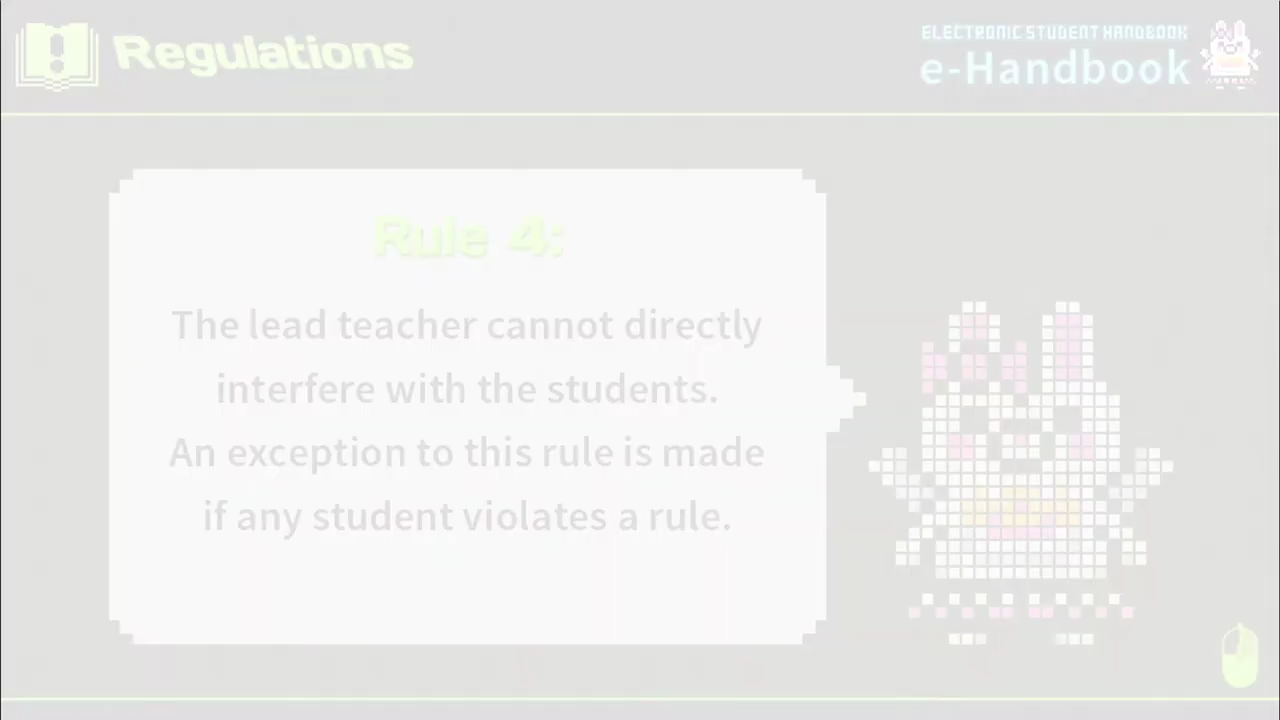 Regulations
ELECTRONIC STUDENT HANDBOOK
e-Handbook
Rule 4:
The lead teacher cannot directly
interfere with the students.
An exception to this rule is made
if any student violates a rule.